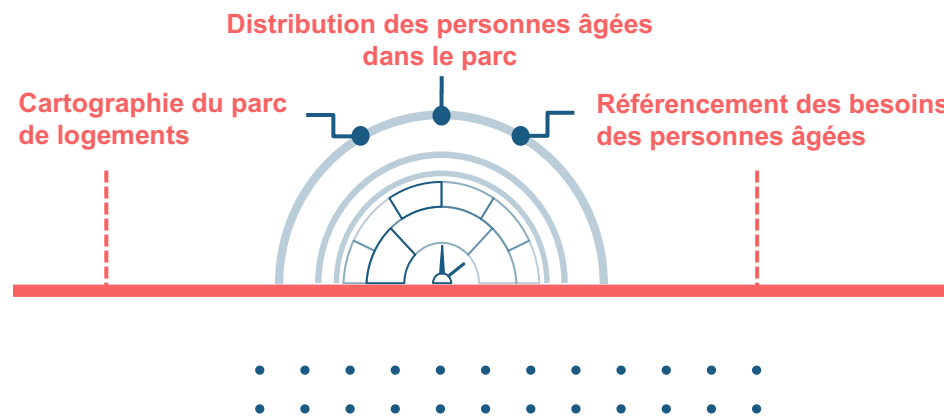 Distribution des personnes âgées
dans le parc
Cartographie du parc
de logements
Référencement des besoins
des personnes âgées